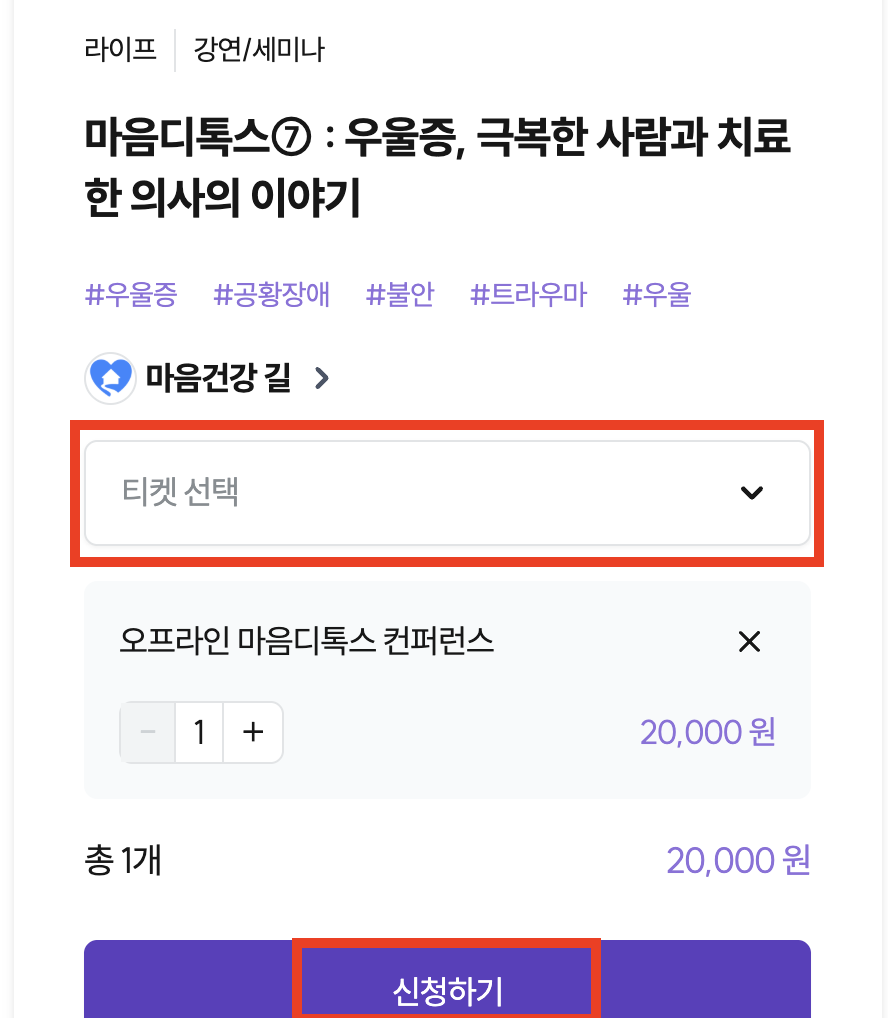 라이프 강연/세미나
마음디톡스⑦ : 우울증, 극복한 사람과 치료
한 의사의 이야기
#우울증 #공황장애 #불안 #트라우마 #우울
마음건강 길
티켓 선택
오프라인 마음디톡스 컨퍼런스
− 1 + 20,000 원
총 1개 20,000 원
신청하기